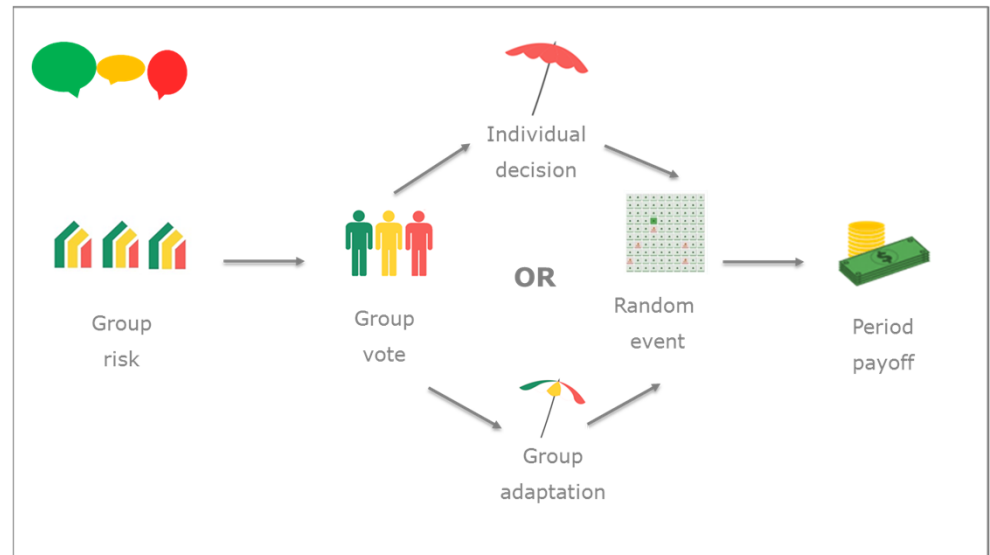 Individual
decision
Group
risk
Group
vote
OR
Random
event
Period
payoff
Group
adaptation